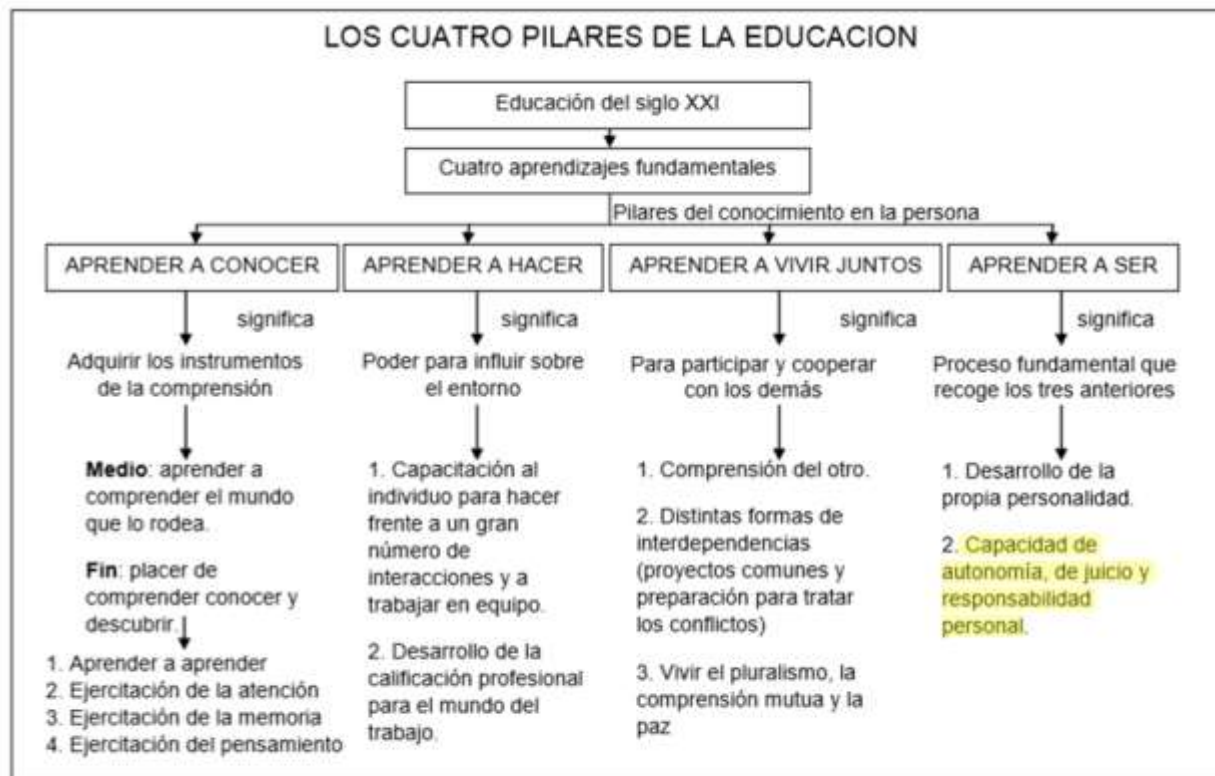 LOS CUATRO PILARES DE LA EDUCACION
Educación del siglo XXI
Cuatro aprendizajes fundamentales
Pilares del conocimiento en la persona
APRENDER A CONOCER
significa
Adquirir los instrumentos
de la comprensión
Medio: aprender a
comprender el mundo
que lo rodea.
Fin: placer de
comprender conocer y
descubrir.
1. Aprender a aprender
2. Ejercitación de la atención
3. Ejercitación de la memoria
4. Ejercitación del pensamiento
APRENDER A HACER
significa
Poder para influir sobre
el entorno
1. Capacitación al
individuo para hacer
frente a un gran
número de
interacciones y a
trabajar en equipo.
2. Desarrollo de la
calificación profesional
para el mundo del
trabajo.
APRENDER A VIVIR JUNTOS
significa
Para participar y cooperar
con los demás
1. Comprensión del otro.
2. Distintas formas de
interdependencias
(proyectos comunes y
preparación para tratar
los conflictos)
3. Vivir el pluralismo, la
comprensión mutua y la
paz
APRENDER A SER
significa
Proceso fundamental que
recoge los tres anteriores
1. Desarrollo de la
propia personalidad.
2. Capacidad de
autonomía, de juicio y
responsabilidad
personal.